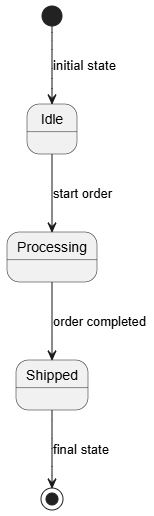 initial state
Idle
start order
Processing
order completed
Shipped
final state